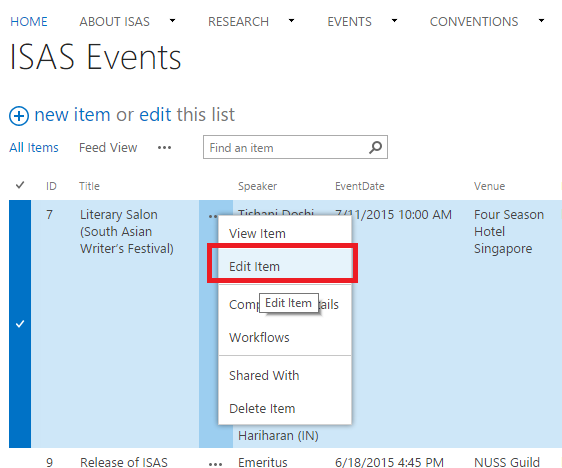 HOME ABOUT ISAS RESEARCH EVENTS CONVENTIONS
ISAS Events
new item or edit this list
All Items Feed View ••• Find an item
ID Title Speaker EventDate Venue
7 Literary Salon ••• Tishani Doshi 7/11/2015 10:00 AM Four Season
(South Asian Hotel
Writer's Festival) Singapore
View Item
Edit Item
Edit Item
Workflows
Shared With
Delete Item
Hariharan (IN)
9 Release of ISAS ••• Emeritus 6/18/2015 4:45 PM NUSS Guild